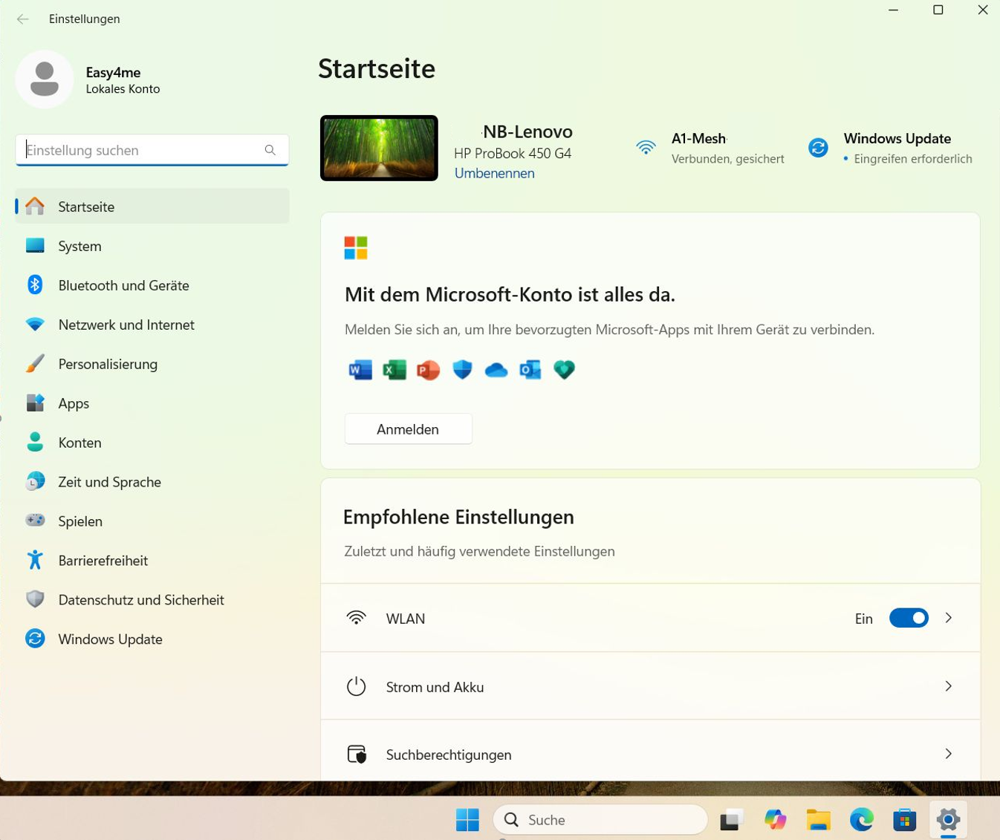 Einstellungen
Easy4me
Lokales Konto
Einstellung suchen
Startseite
System
Bluetooth und Geräte
Netzwerk und Internet
Personalisierung
Apps
Konten
Zeit und Sprache
Spielen
Barrierefreiheit
Datenschutz und Sicherheit
Windows Update
Startseite
NB-Lenovo
HP ProBook 450 G4
Umbenennen
A1-Mesh
Verbunden, gesichert
Windows Update
• Eingreifen erforderlich
Mit dem Microsoft-Konto ist alles da.
Melden Sie sich an, um Ihre bevorzugten Microsoft-Apps mit Ihrem Gerät zu verbinden.
Anmelden
Empfohlene Einstellungen
Zuletzt und häufig verwendete Einstellungen
WLAN
Ein
Strom und Akku
Suchberechtigungen
Suche